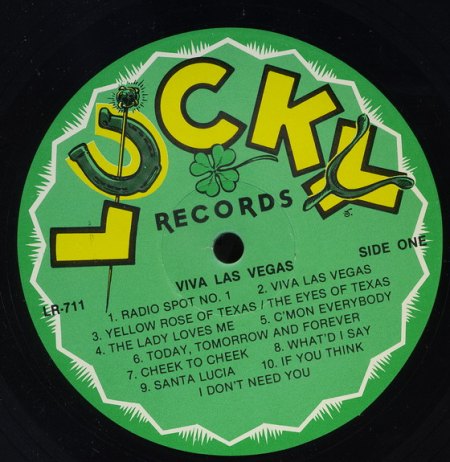 LUCKY
RECORDS
VIVA LAS VEGAS
SIDE ONE
LR-711
1. RADIO SPOT NO. 1 2. VIVA LAS VEGAS
3. YELLOW ROSE OF TEXAS / THE EYES OF TEXAS
4. THE LADY LOVES ME 5. C'MON EVERYBODY
6. TODAY, TOMORROW AND FOREVER
7. CHEEK TO CHEEK 8. WHAT'D I SAY
9. SANTA LUCIA 10. IF YOU THINK
I DON'T NEED YOU